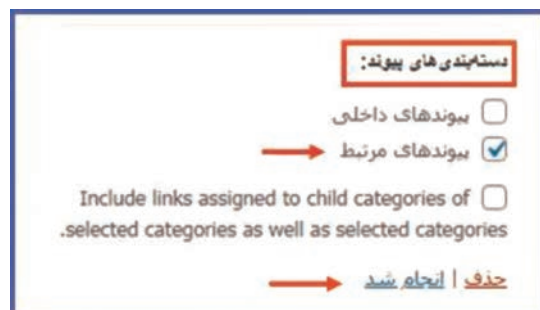 دسته‌بندی‌های پیوند:
پیوندهای داخلی
پیوندهای مرتبط
Include links assigned to child categories of
selected categories as well as selected categories.
حذف | انجام شد